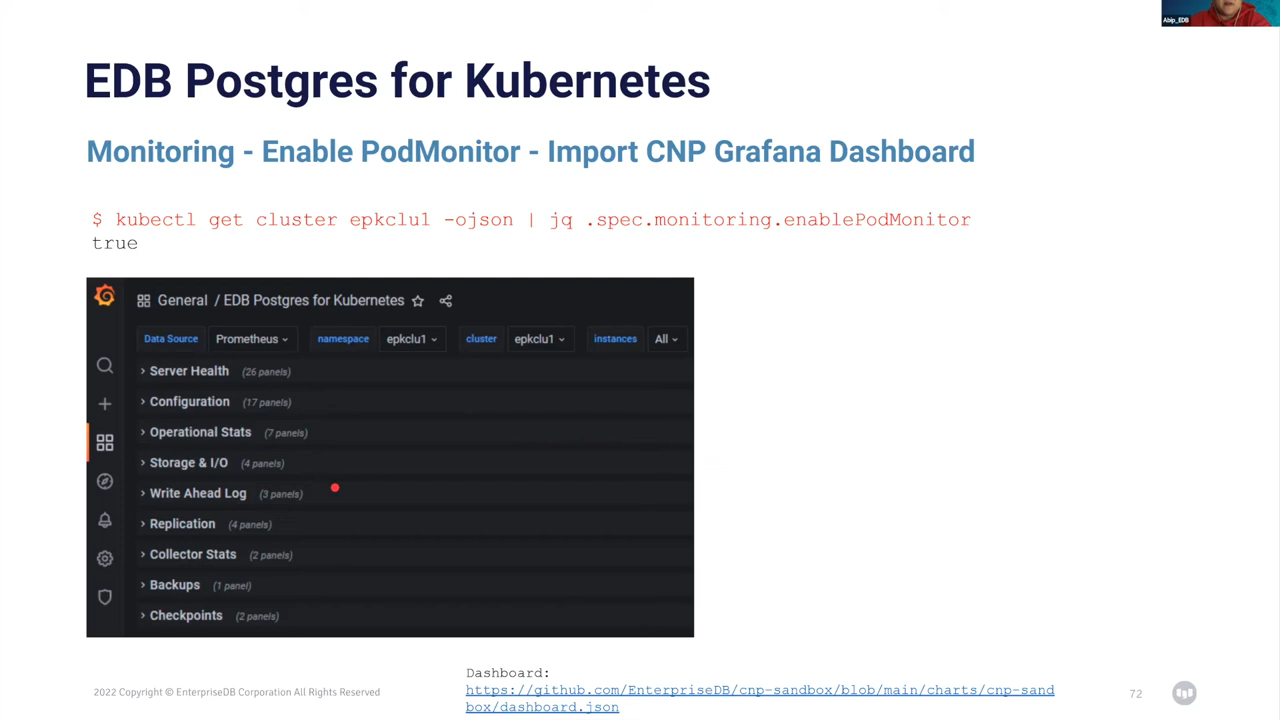 Abip_EDB
EDB Postgres for Kubernetes
Monitoring - Enable PodMonitor - Import CNP Grafana Dashboard
$ kubectl get cluster epkclu1 -ojson | jq .spec.monitoring.enablePodMonitor
true
General / EDB Postgres for Kubernetes
Data Source Prometheus namespace epkclu1 cluster epkclu1 instances All
Server Health (26 panels)
Configuration (17 panels)
Operational Stats (7 panels)
Storage & I/O (4 panels)
Write Ahead Log (3 panels)
Replication (4 panels)
Collector Stats (2 panels)
Backups (1 panel)
Checkpoints (2 panels)
Dashboard:
https://github.com/EnterpriseDB/cnp-sandbox/blob/main/charts/cnp-sand
box/dashboard.json
2022 Copyright © EnterpriseDB Corporation All Rights Reserved
72